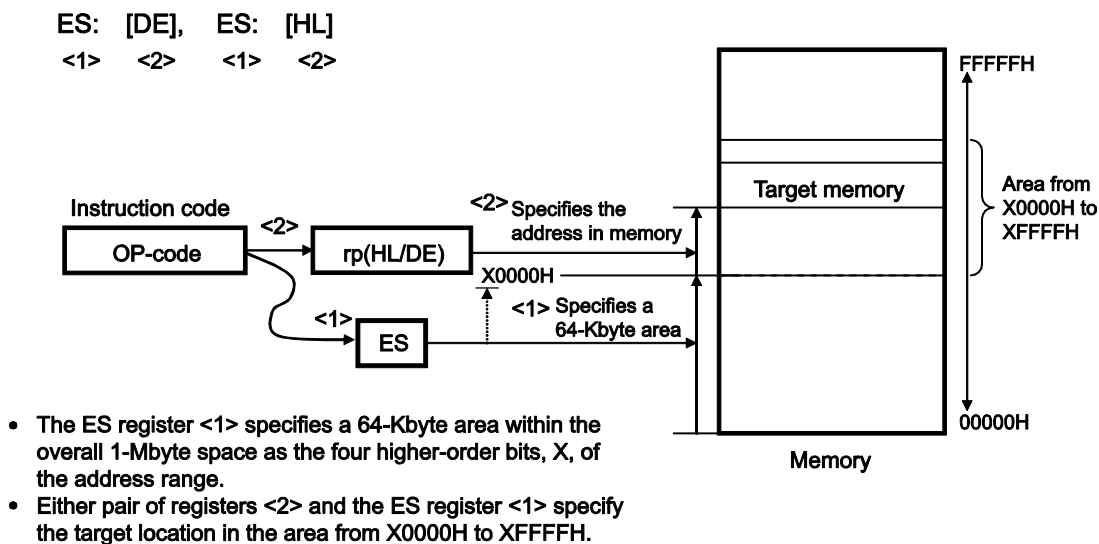 ES: [DE], ES: [HL]
<1> <2> <1> <2>
FFFFFH
Target memory
Area from
X0000H to
XFFFFH
Instruction code
<2>
<2> Specifies the
address in memory
OP-code
rp(HL/DE)
X0000H
<1>
<1> Specifies a
64-Kbyte area
ES
00000H
Memory
• The ES register <1> specifies a 64-Kbyte area within the
overall 1-Mbyte space as the four higher-order bits, X, of
the address range.
• Either pair of registers <2> and the ES register <1> specify
the target location in the area from X0000H to XFFFFH.